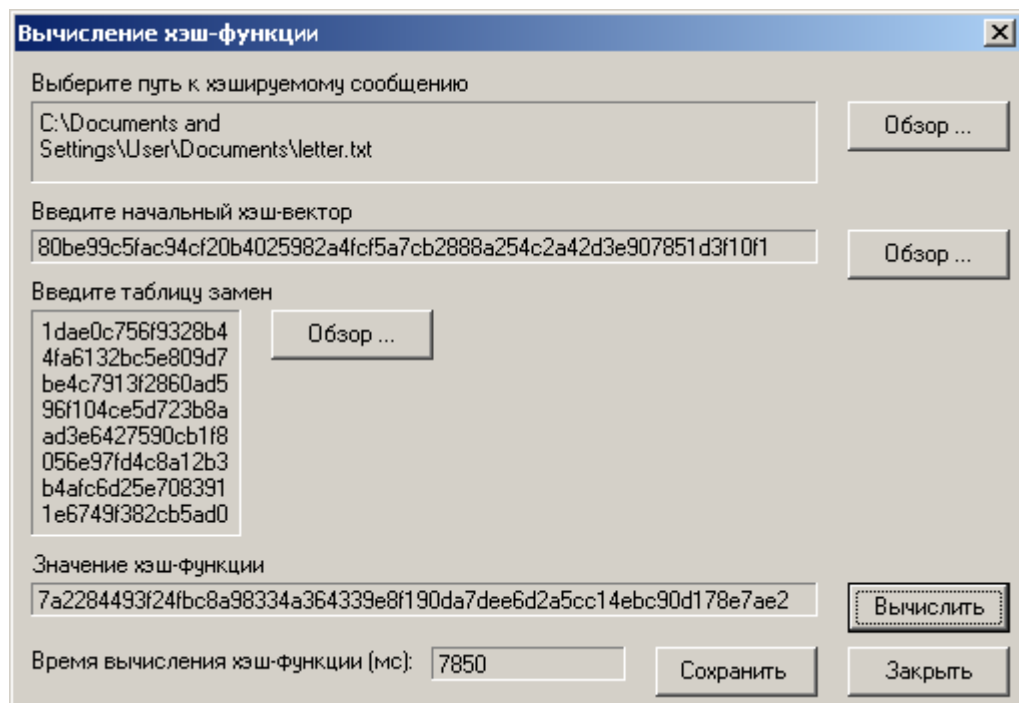 Вычисление хэш-функции
Выберите путь к хэшируемому сообщению
C:\Documents and
Settings\User\Documents\letter.txt
Обзор ...
Введите начальный хэш-вектор
80be99c5fac94cf20b4025982a4fcf5a7cb2888a254c2a42d3e907851d3f10f1
Обзор ...
Введите таблицу замен
1dae0c756f9328b4
4fa6132bc5e809d7
be4c7913f2860ad5
96f104ce5d723b8a
ad3e6427590cb1f8
056e97fd4c8a12b3
b4afc6d25e708391
1e6749f382cb5ad0
Обзор ...
Значение хэш-функции
7a2284493f24fbc8a98334a364339e8f190da7dee6d2a5cc14ebc90d178e7ae2
Вычислить
Время вычисления хэш-функции (мс): 7850
Сохранить
Закрыть